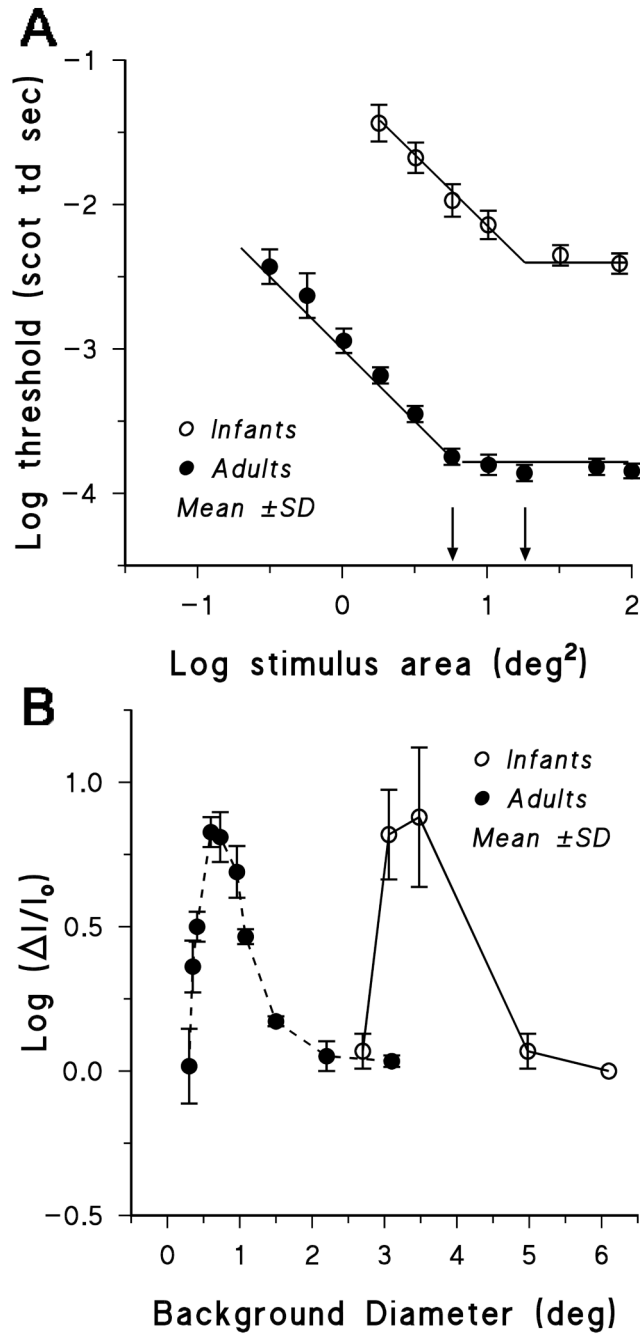 A
Log threshold (scot td sec)
−1
−2
−3
−4
Infants
Adults
Mean ±SD
−1 0 1 2
Log stimulus area (deg²)
B
Log (ΔI/I₀)
1.0
0.5
0.0
−0.5
Infants
Adults
Mean ±SD
0 1 2 3 4 5 6
Background Diameter (deg)